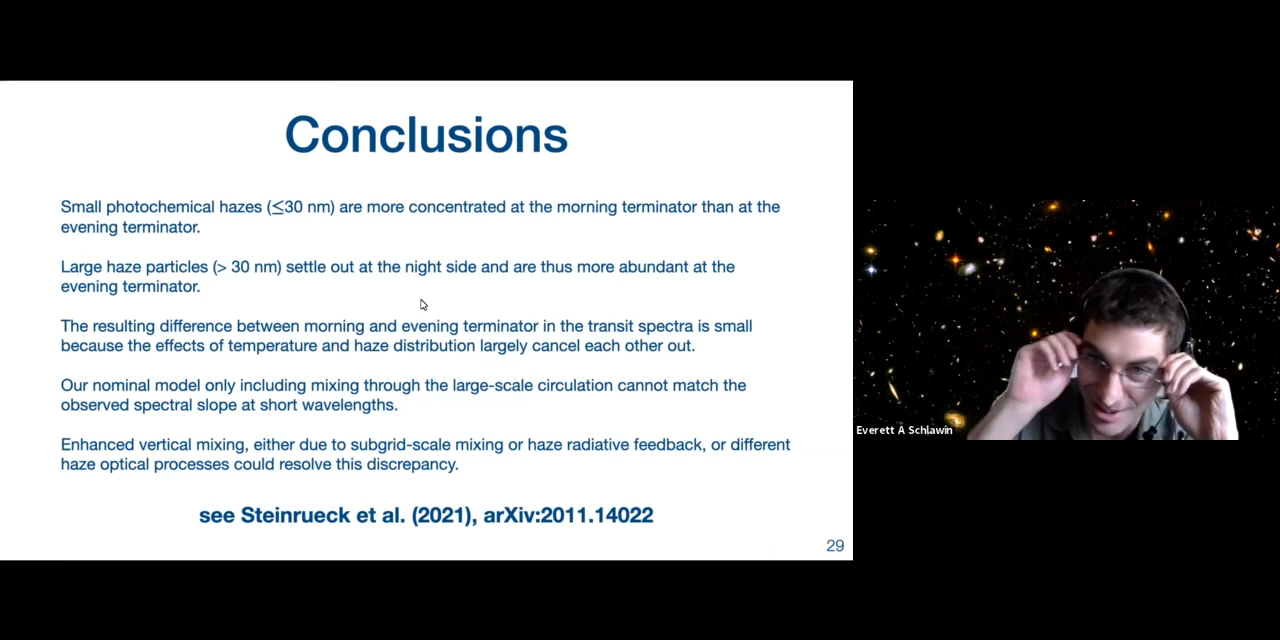 Conclusions
Small photochemical hazes (≤30 nm) are more concentrated at the morning terminator than at the
evening terminator.
Large haze particles (> 30 nm) settle out at the night side and are thus more abundant at the
evening terminator.
The resulting difference between morning and evening terminator in the transit spectra is small
because the effects of temperature and haze distribution largely cancel each other out.
Our nominal model only including mixing through the large-scale circulation cannot match the
observed spectral slope at short wavelengths.
Enhanced vertical mixing, either due to subgrid-scale mixing or haze radiative feedback, or different
haze optical processes could resolve this discrepancy.
see Steinrueck et al. (2021), arXiv:2011.14022
29
Everett A Schlawin